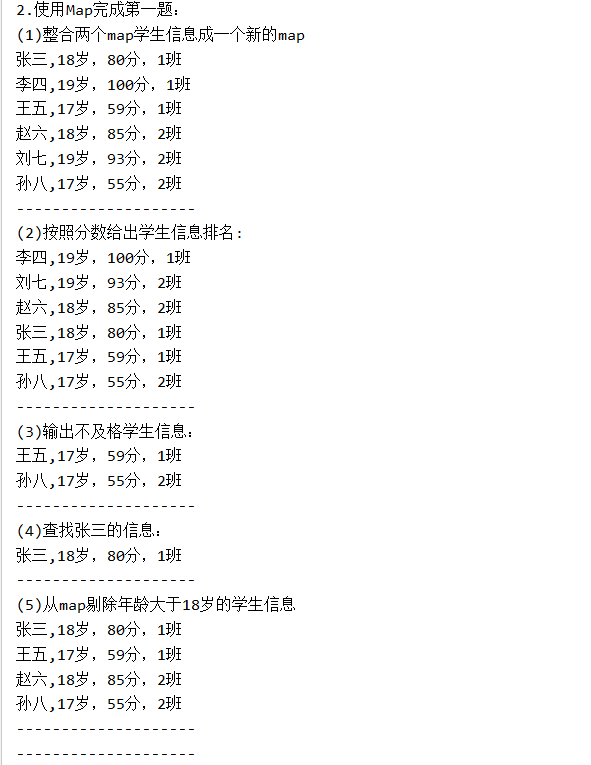 2.使用Map完成第一题：
(1)整合两个map学生信息成一个新的map
张三,18岁，80分，1班
李四,19岁，100分，1班
王五,17岁，59分，1班
赵六,18岁，85分，2班
刘七,19岁，93分，2班
孙八,17岁，55分，2班
--------------------
(2)按照分数给出学生信息排名：
李四,19岁，100分，1班
刘七,19岁，93分，2班
赵六,18岁，85分，2班
张三,18岁，80分，1班
王五,17岁，59分，1班
孙八,17岁，55分，2班
--------------------
(3)输出不及格学生信息：
王五,17岁，59分，1班
孙八,17岁，55分，2班
--------------------
(4)查找张三的信息：
张三,18岁，80分，1班
--------------------
(5)从map剔除年龄大于18岁的学生信息
张三,18岁，80分，1班
王五,17岁，59分，1班
赵六,18岁，85分，2班
孙八,17岁，55分，2班
--------------------
--------------------